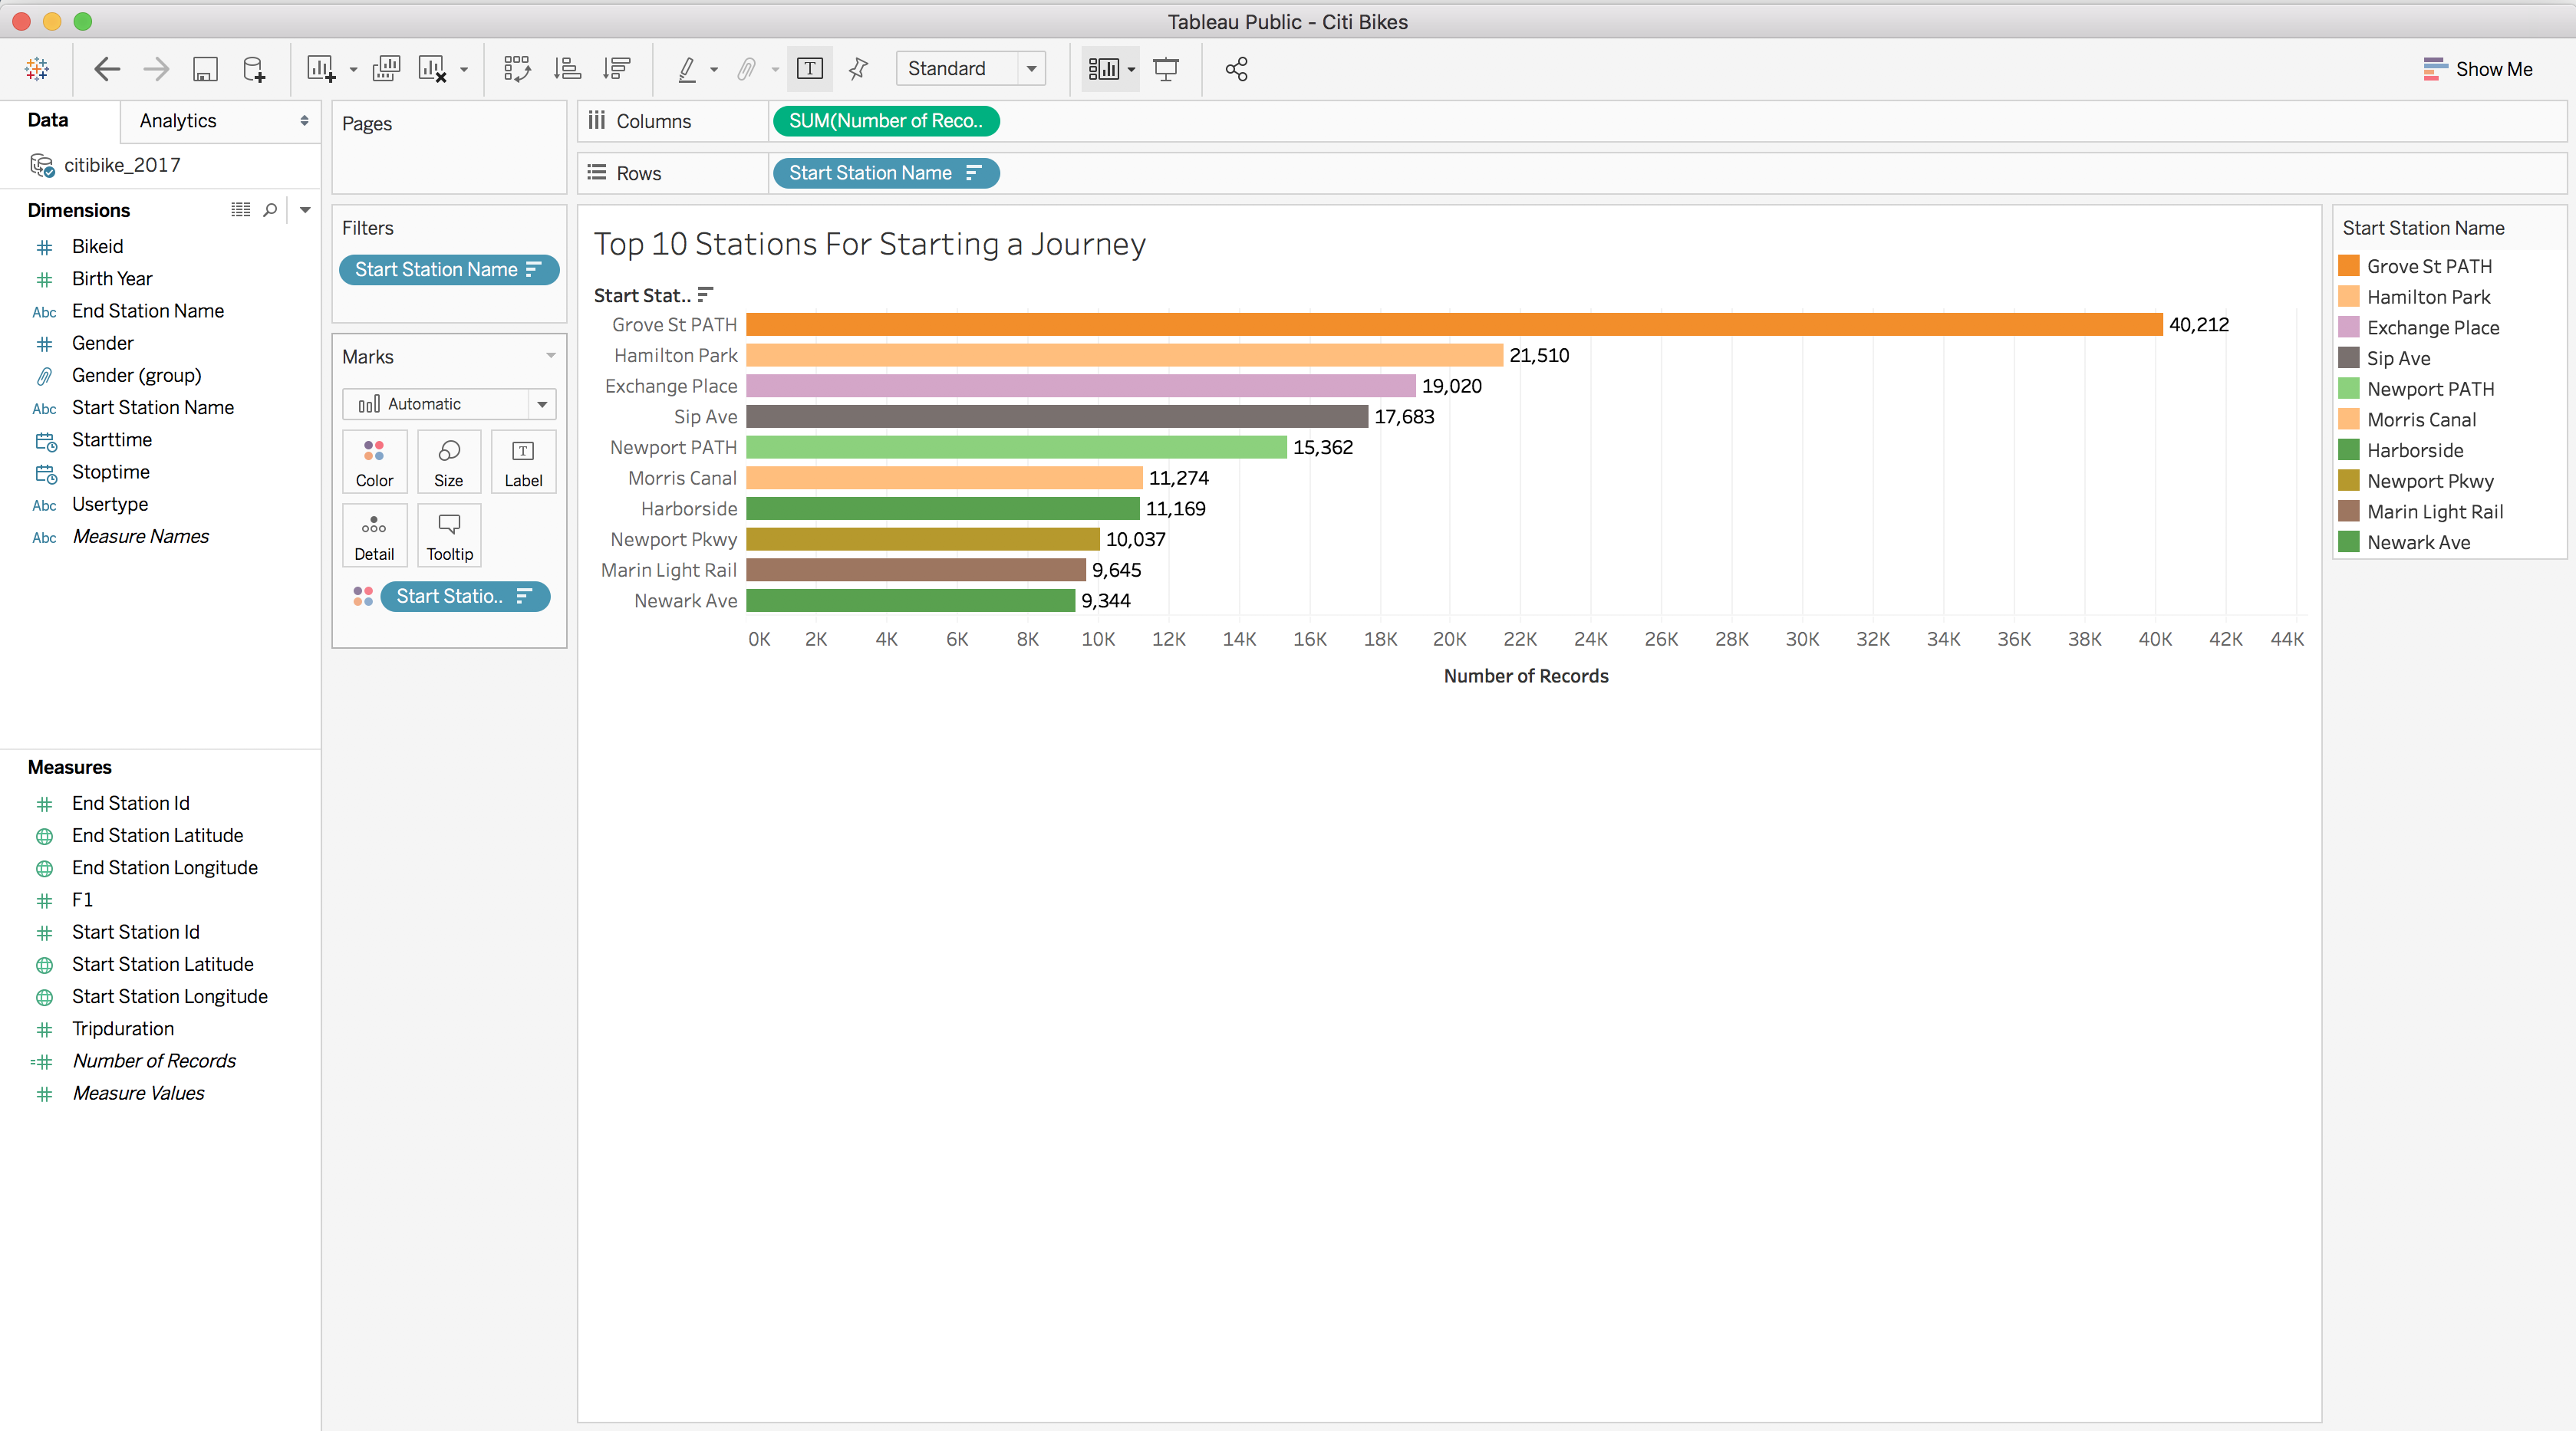 Tableau Public - Citi Bikes
T
Standard
Show Me
Data
Analytics
citibike_2017
Dimensions
Bikeid
Birth Year
Abc End Station Name
Gender
Gender (group)
Abc Start Station Name
Starttime
Stoptime
Abc Usertype
Abc Measure Names
Measures
End Station Id
End Station Latitude
End Station Longitude
F1
Start Station Id
Start Station Latitude
Start Station Longitude
Tripduration
=# Number of Records
Measure Values
Pages
Filters
Start Station Name
Marks
Automatic
Color
Size
T
Label
Detail
Tooltip
Start Statio..
Columns
SUM(Number of Reco..
Rows
Start Station Name
Top 10 Stations For Starting a Journey
Start Stat..
Grove St PATH 40,212
Hamilton Park 21,510
Exchange Place 19,020
Sip Ave 17,683
Newport PATH 15,362
Morris Canal 11,274
Harborside 11,169
Newport Pkwy 10,037
Marin Light Rail 9,645
Newark Ave 9,344
0K 2K 4K 6K 8K 10K 12K 14K 16K 18K 20K 22K 24K 26K 28K 30K 32K 34K 36K 38K 40K 42K 44K
Number of Records
Start Station Name
Grove St PATH
Hamilton Park
Exchange Place
Sip Ave
Newport PATH
Morris Canal
Harborside
Newport Pkwy
Marin Light Rail
Newark Ave